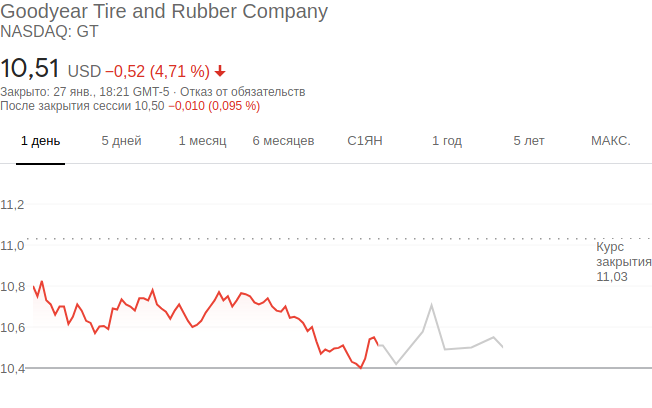 Goodyear Tire and Rubber Company
NASDAQ: GT
10,51 USD −0,52 (4,71 %)
Закрыто: 27 янв., 18:21 GMT-5 · Отказ от обязательств
После закрытия сессии 10,50 −0,010 (0,095 %)
1 день 5 дней 1 месяц 6 месяцев С1ЯН 1 год 5 лет МАКС.
11,2
11,0
Курс
закрытия
11,03
10,8
10,6
10,4